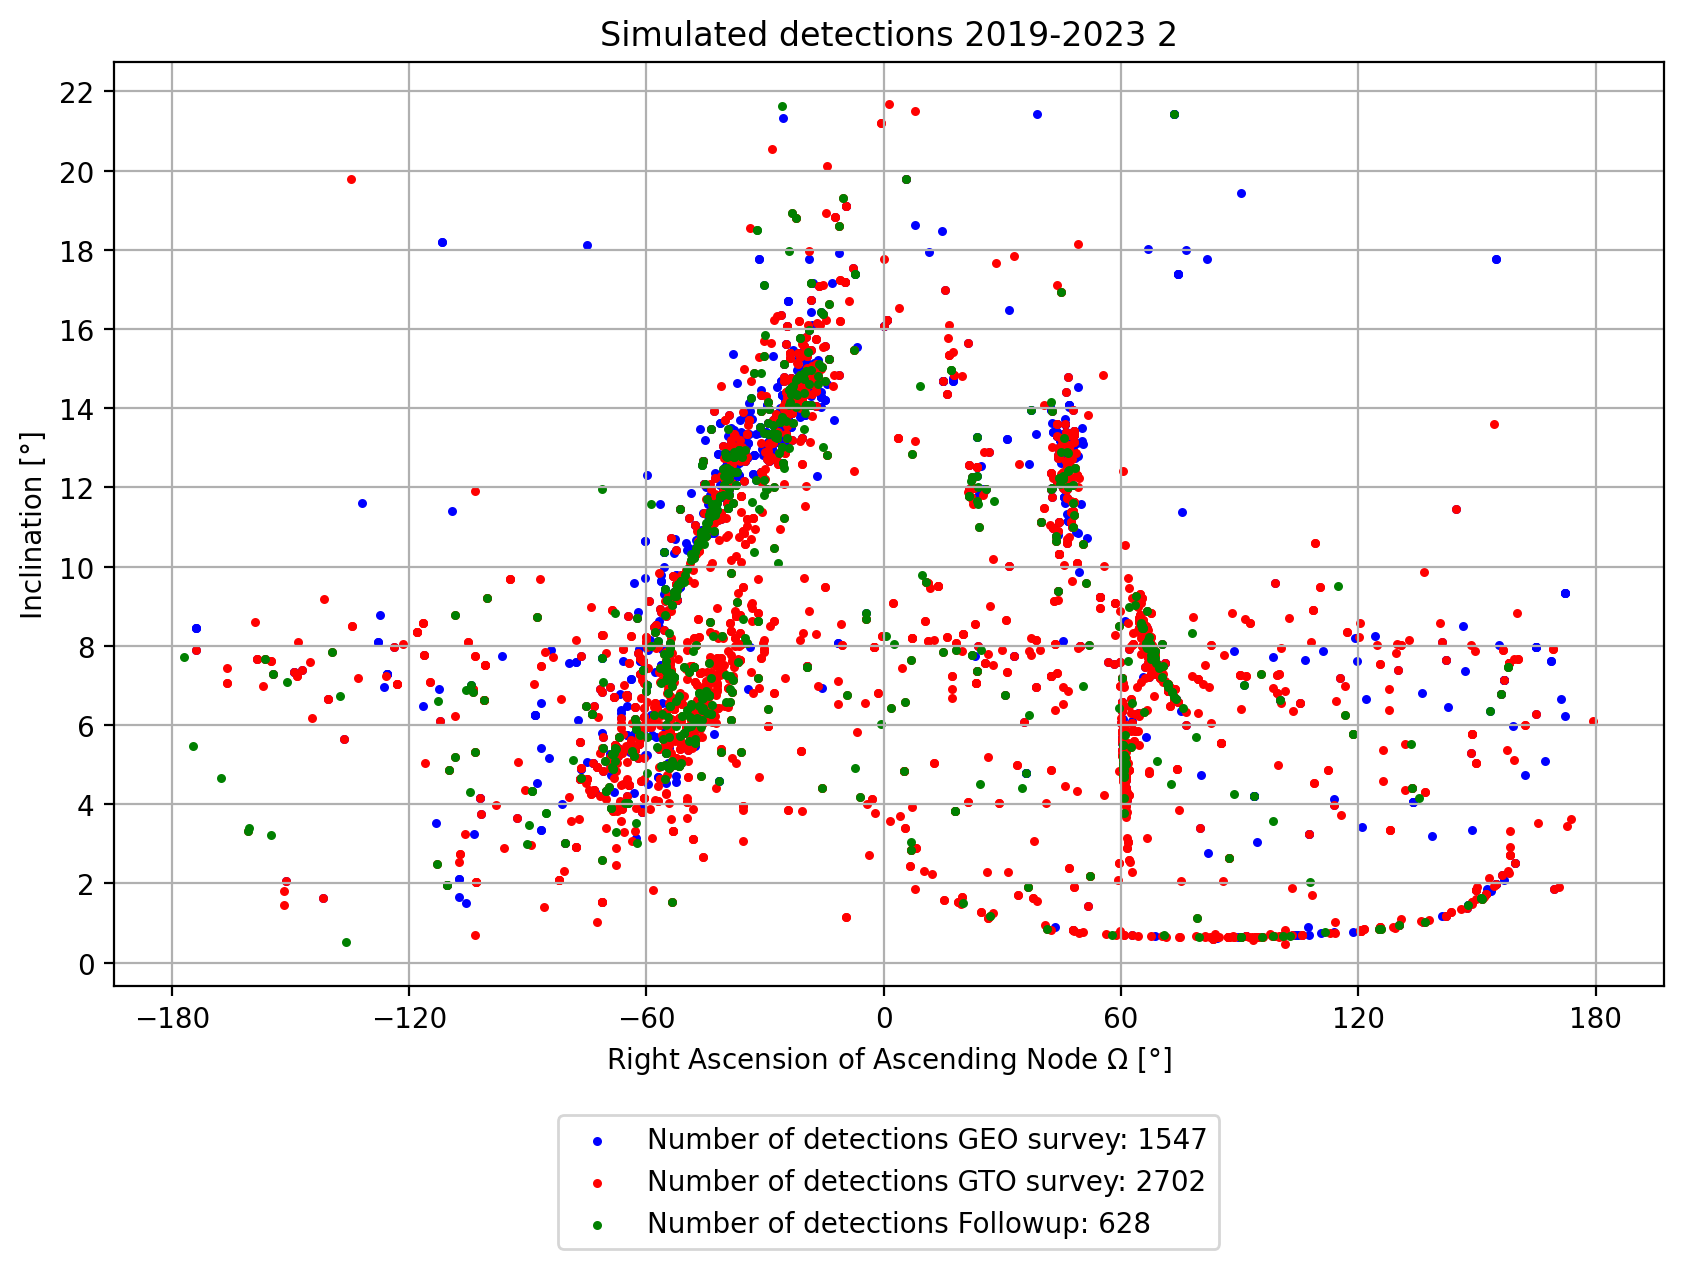 Simulated detections 2019-2023 2
22
20
18
16
14
12
10
8
6
4
2
0
Inclination [°]
−180 −120 −60 0 60 120 180
Right Ascension of Ascending Node Ω [°]
Number of detections GEO survey: 1547
Number of detections GTO survey: 2702
Number of detections Followup: 628